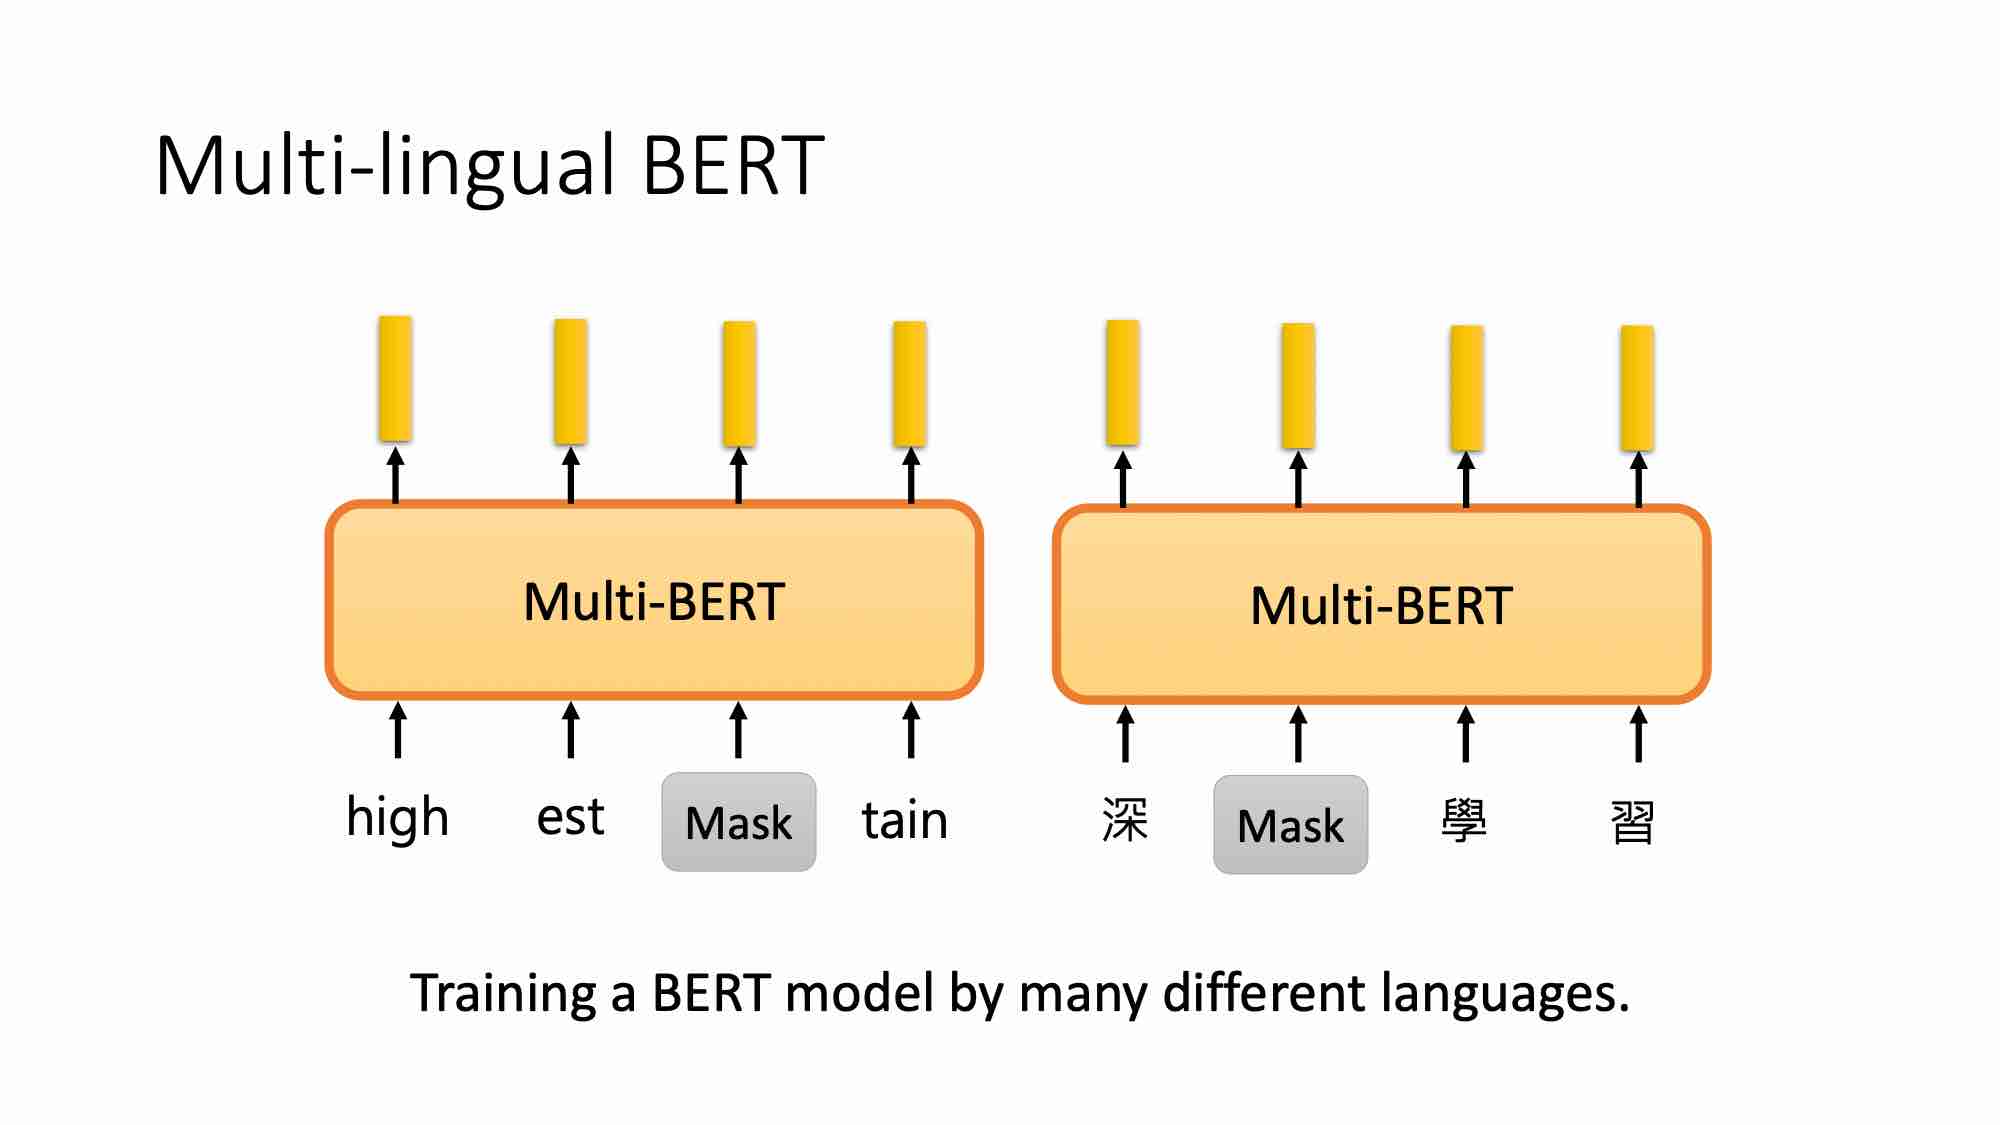 Multi-lingual BERT
Multi-BERT
Multi-BERT
high est Mask tain 深 Mask 學 習
Training a BERT model by many different languages.